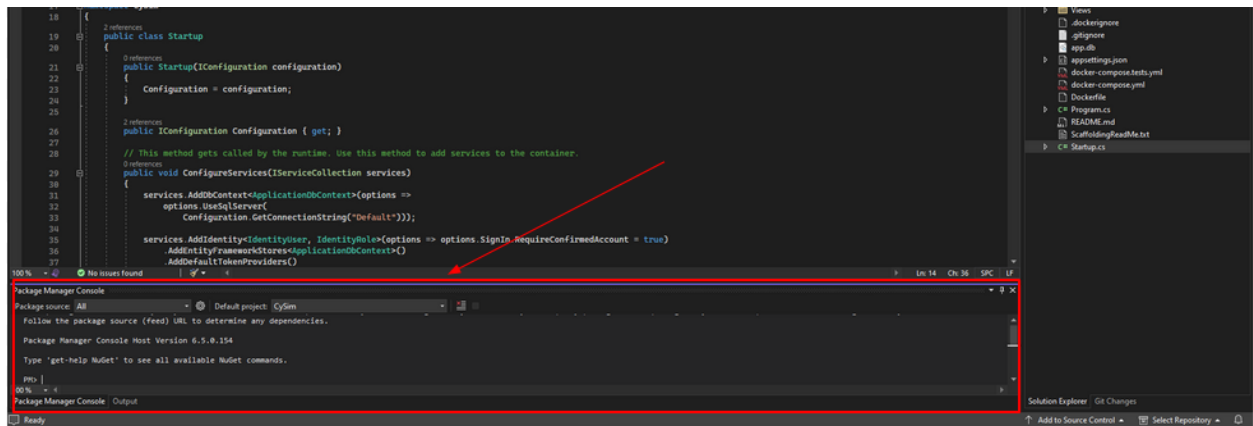 18 {
2 references
19 public class Startup
20 {
0 references
21 public Startup(IConfiguration configuration)
22 {
23 Configuration = configuration;
24 }
25
2 references
26 public IConfiguration Configuration { get; }
27
28 // This method gets called by the runtime. Use this method to add services to the container.
0 references
29 public void ConfigureServices(IServiceCollection services)
30 {
31 services.AddDbContext<ApplicationDbContext>(options =>
32 options.UseSqlServer(
33 Configuration.GetConnectionString("Default")));
34
35 services.AddIdentity<IdentityUser, IdentityRole>(options => options.SignIn.RequireConfirmedAccount = true)
36 .AddEntityFrameworkStores<ApplicationDbContext>()
37 .AddDefaultTokenProviders()
100 % No issues found Ln: 14 Ch: 36 SPC LF
Package Manager Console
Package source: All Default project: CySim
Follow the package source (feed) URL to determine any dependencies.
Package Manager Console Host Version 6.5.0.154
Type 'get-help NuGet' to see all available NuGet commands.
PM>
00 %
Package Manager Console Output
Ready
Views
.dockerignore
.gitignore
app.db
appsettings.json
docker-compose.tests.yml
docker-compose.yml
Dockerfile
C# Program.cs
README.md
ScaffoldingReadMe.txt
C# Startup.cs
Solution Explorer Git Changes
Add to Source Control Select Repository